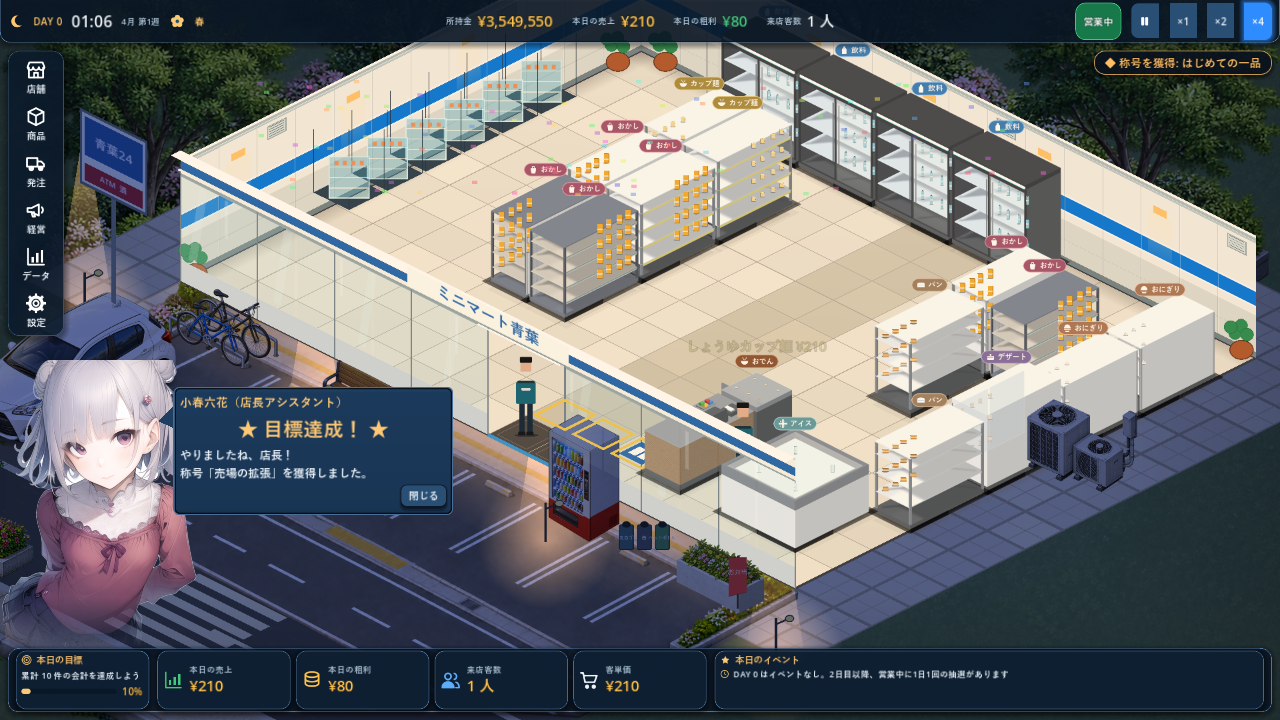 DAY 0 01:06 4月 第1週 春
所持金 ¥3,549,550 本日の売上 ¥210 本日の粗利 ¥80 来店客数 1 人
営業中 ×1 ×2 ×4
◆ 称号を獲得: はじめての一品
店舗
商品
発注
経営
データ
設定
青葉24
ATM 酒
飲料
飲料
飲料
カップ麺
カップ麺
おかし
おかし
おかし
おかし
おかし
おかし
パン
おにぎり
おにぎり
デザート
パン
おでん
アイス
ミニマート青葉
しょうゆカップ麺 ¥210
小春六花（店長アシスタント）
★ 目標達成！ ★
やりましたね、店長！
称号「売場の拡張」を獲得しました。
閉じる
本日の目標
累計 10 件の会計を達成しよう
10%
本日の売上
¥210
本日の粗利
¥80
来店客数
1 人
客単価
¥210
本日のイベント
DAY 0 はイベントなし。2日目以降、営業中に1日1回の抽選があります